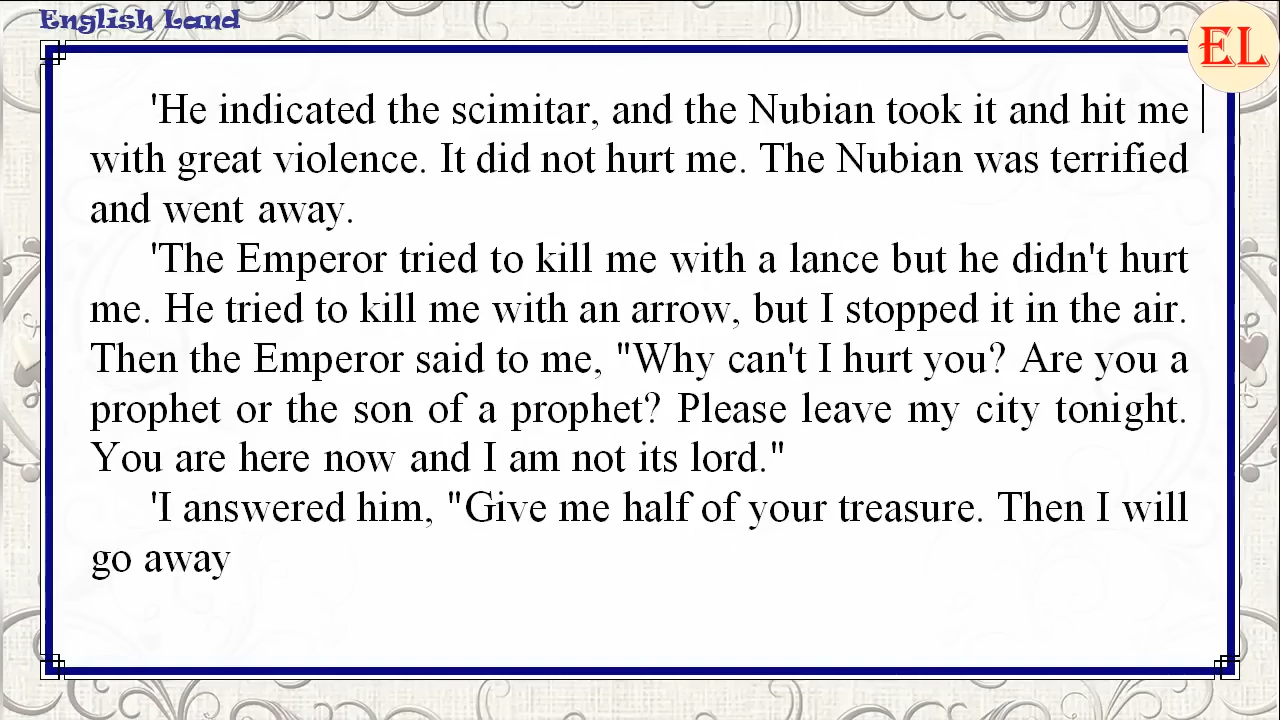 English Land
EL
'He indicated the scimitar, and the Nubian took it and hit me
with great violence. It did not hurt me. The Nubian was terrified
and went away.
'The Emperor tried to kill me with a lance but he didn't hurt
me. He tried to kill me with an arrow, but I stopped it in the air.
Then the Emperor said to me, "Why can't I hurt you? Are you a
prophet or the son of a prophet? Please leave my city tonight.
You are here now and I am not its lord."
'I answered him, "Give me half of your treasure. Then I will
go away